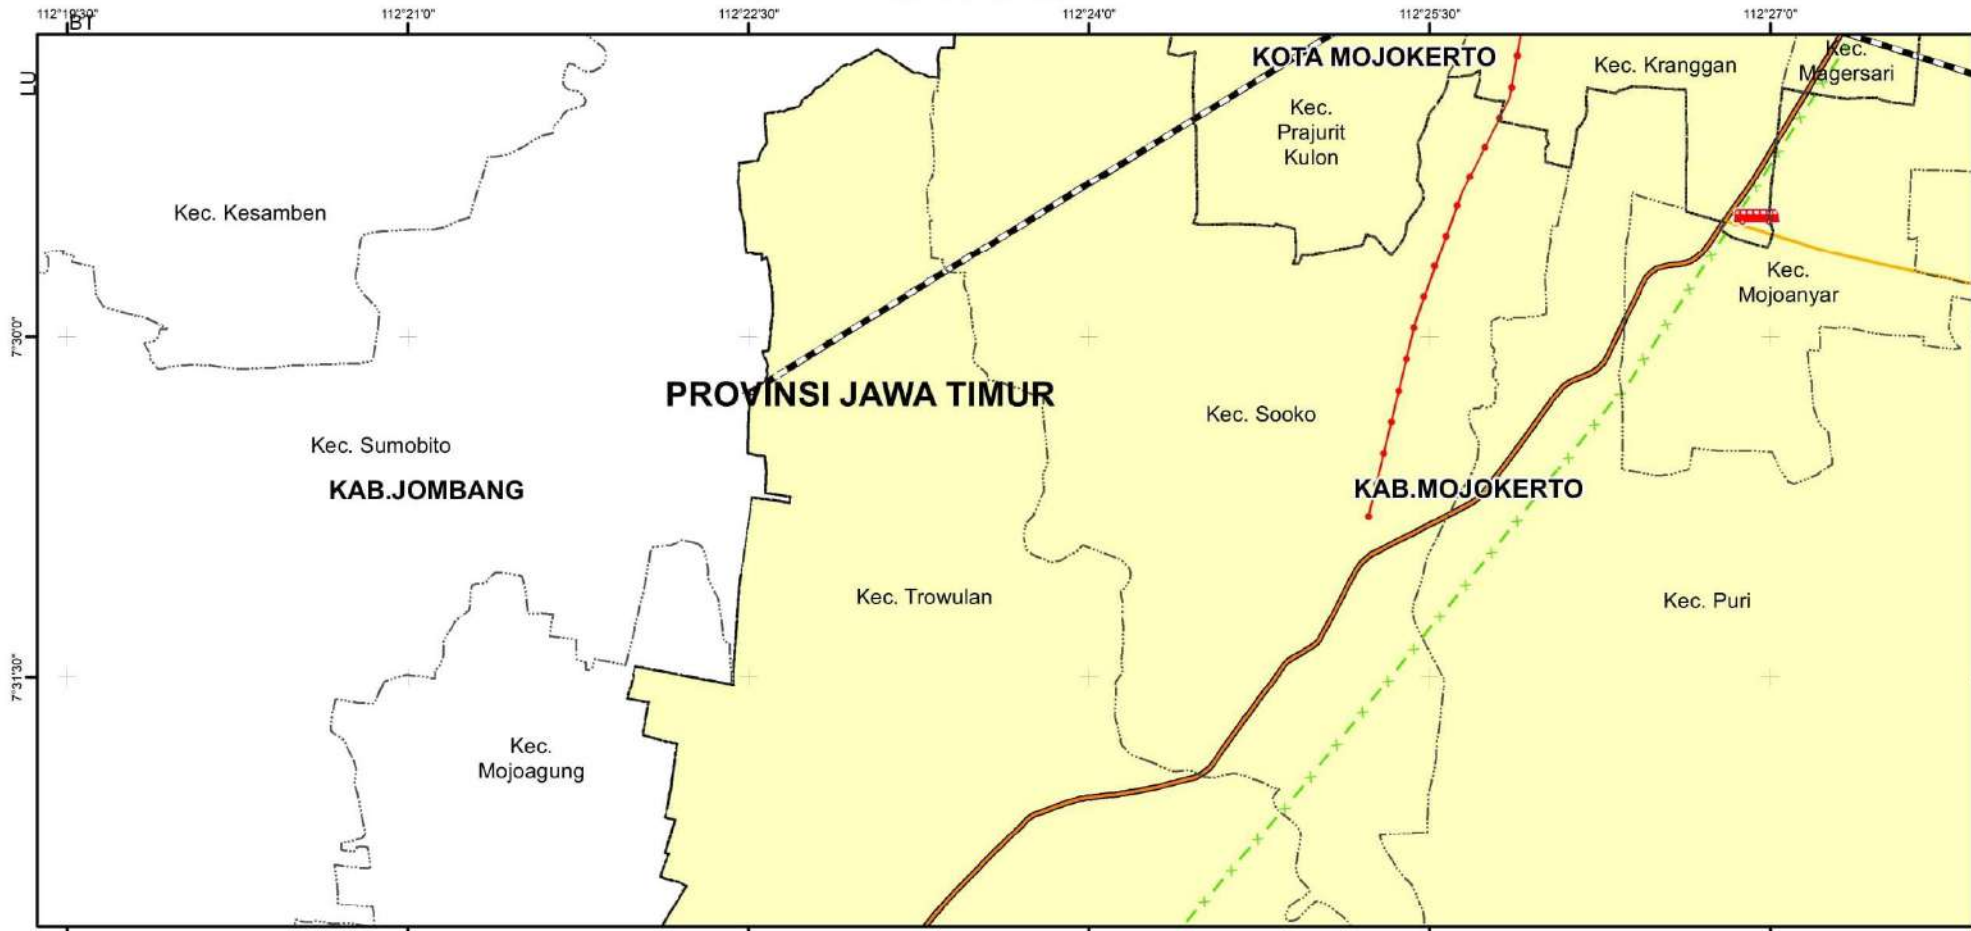 112°19'30"
112°21'0"
112°22'30"
112°24'0"
112°25'30"
112°27'0"
BT
LU
KOTA MOJOKERTO
Kec. Kranggan
Kec.
Magersari
Kec.
Prajurit
Kulon
Kec. Kesamben
Kec.
Mojoanyar
7°30'0"
PROVINSI JAWA TIMUR
Kec. Sooko
Kec. Sumobito
KAB.JOMBANG
KAB.MOJOKERTO
Kec. Trowulan
Kec. Puri
7°31'30"
Kec.
Mojoagung